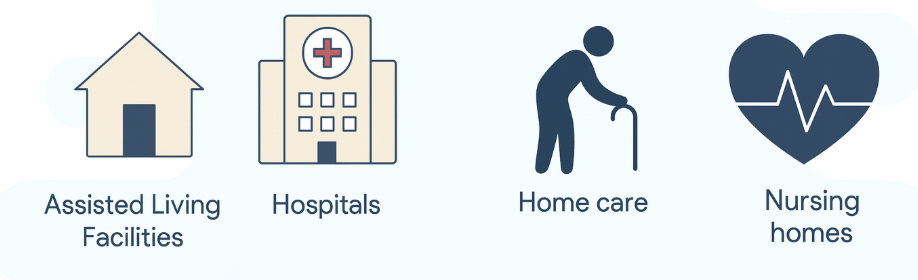 Assisted Living
Facilities
Hospitals
Home care
Nursing
homes